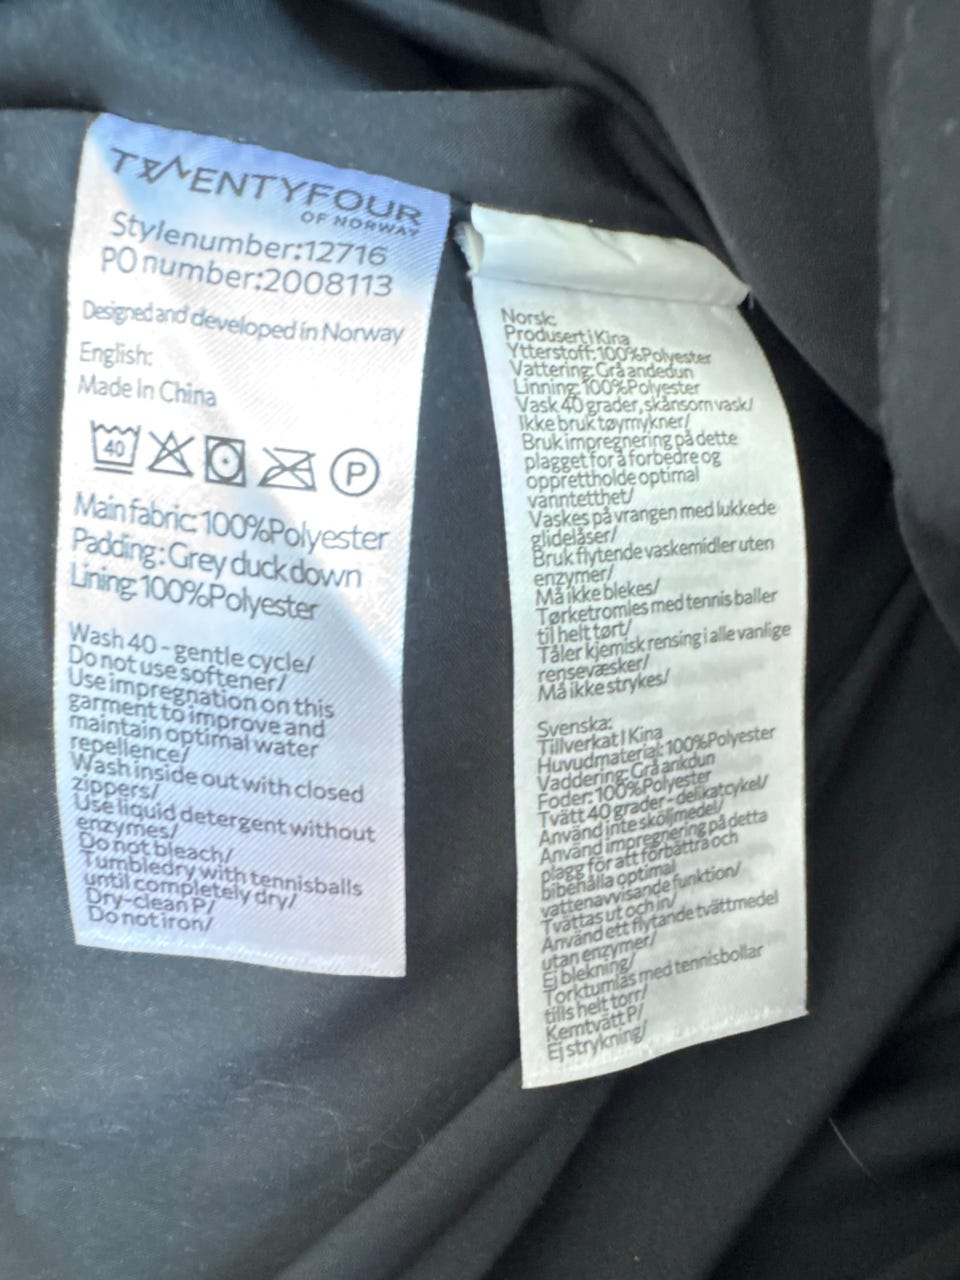 TWENTYFOUR
OF NORWAY
Stylenumber:12716
PO number:2008113
Designed and developed in Norway
English:
Made In China
40 P
Main fabric: 100%Polyester
Padding: Grey duck down
Lining: 100%Polyester
Wash 40 - gentle cycle/
Do not use softener/
Use impregnation on this
garment to improve and
maintain optimal water
repellence/
Wash inside out with closed
zippers/
Use liquid detergent without
enzymes/
Do not bleach/
Tumbledry with tennisballs
until completely dry/
Dry-clean P/
Do not iron/
Norsk:
Produsert i Kina
Ytterstoff: 100%Polyester
Vattering: Grå andedun
Linning: 100%Polyester
Vask 40 grader, skånsom vask/
Ikke bruk tøymykner/
Bruk impregnering på dette
plagget for å forbedre og
opprettholde optimal
vanntetthet/
Vaskes på vrangen med lukkede
glidelåser/
Bruk flytende vaskemidler uten
enzymer/
Må ikke blekes/
Tørketromles med tennis baller
til helt tørt/
Tåler kjemisk rensing i alle vanlige
rensevæsker/
Må ikke strykes/
Svenska:
Tillverkat I Kina
Huvudmaterial: 100%Polyester
Vaddering: Grå ankdun
Foder: 100%Polyester
Tvätt 40 grader - delikatcykel/
Använd inte sköljmedel/
Använd impregnering på detta
plagg för att förbättra och
bibehålla optimal
vattenavvisande funktion/
Tvättas ut och in/
Använd ett flytande tvättmedel
utan enzymer/
Ej blekning/
Torktumlas med tennisbollar
tills helt torr/
Kemtvätt P/
Ej strykning/